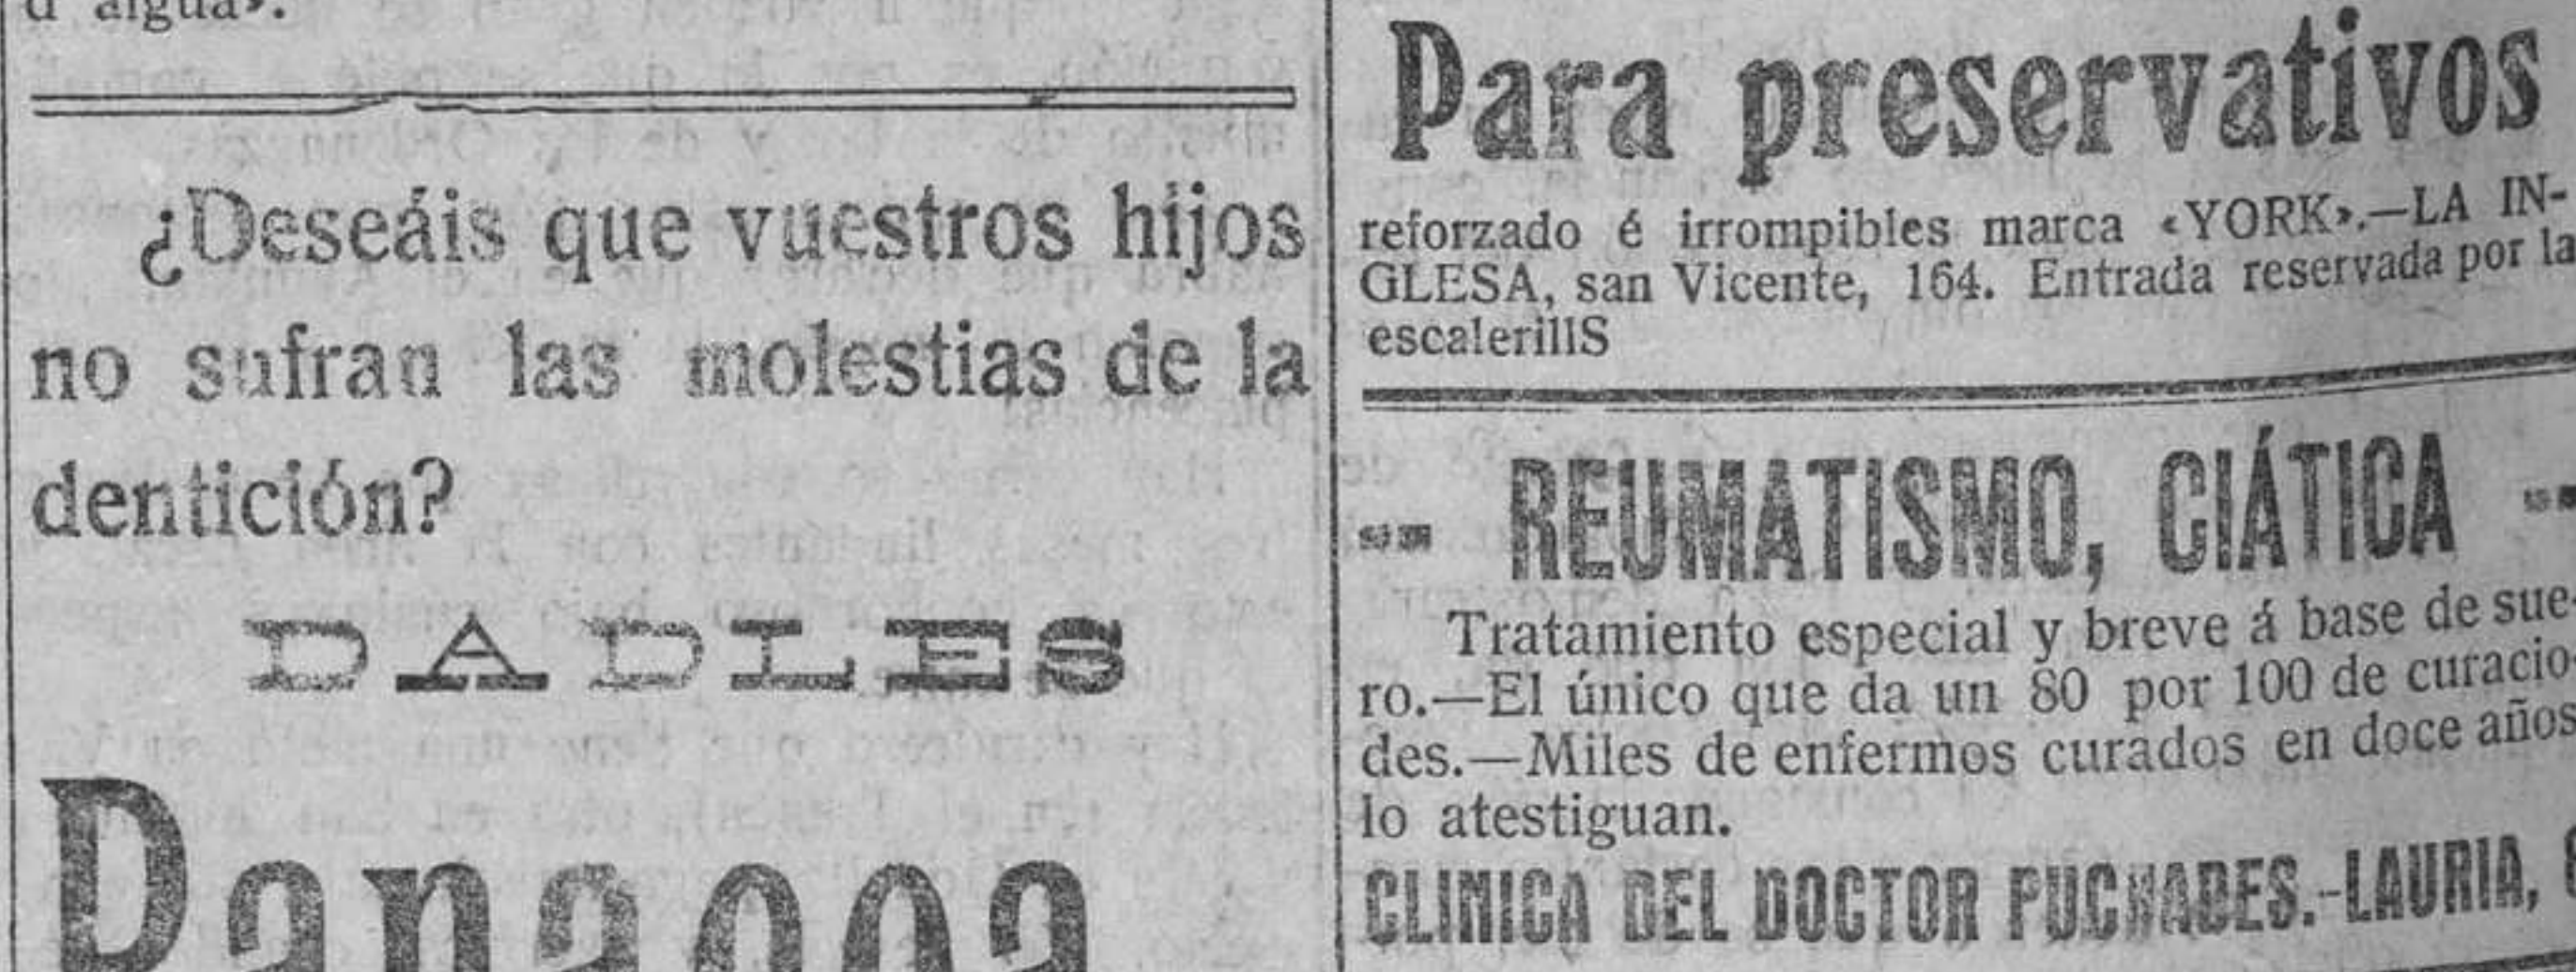 d'aigua».
¿Deseáis que vuestros hijos
no sufran las molestias de la
dentición?
DADLES
Para preservativos
reforzado é irrompibles marca «YORK».—LA IN-
GLESA, san Vicente, 164. Entrada reservada por la
escalerillS
-- REUMATISMO, CIÁTICA --
Tratamiento especial y breve á base de sue-
ro.—El único que da un 80 por 100 de curacio-
des.—Miles de enfermos curados en doce años
lo atestiguan.
CLINICA DEL DOCTOR PUCHADES.-LAURIA,